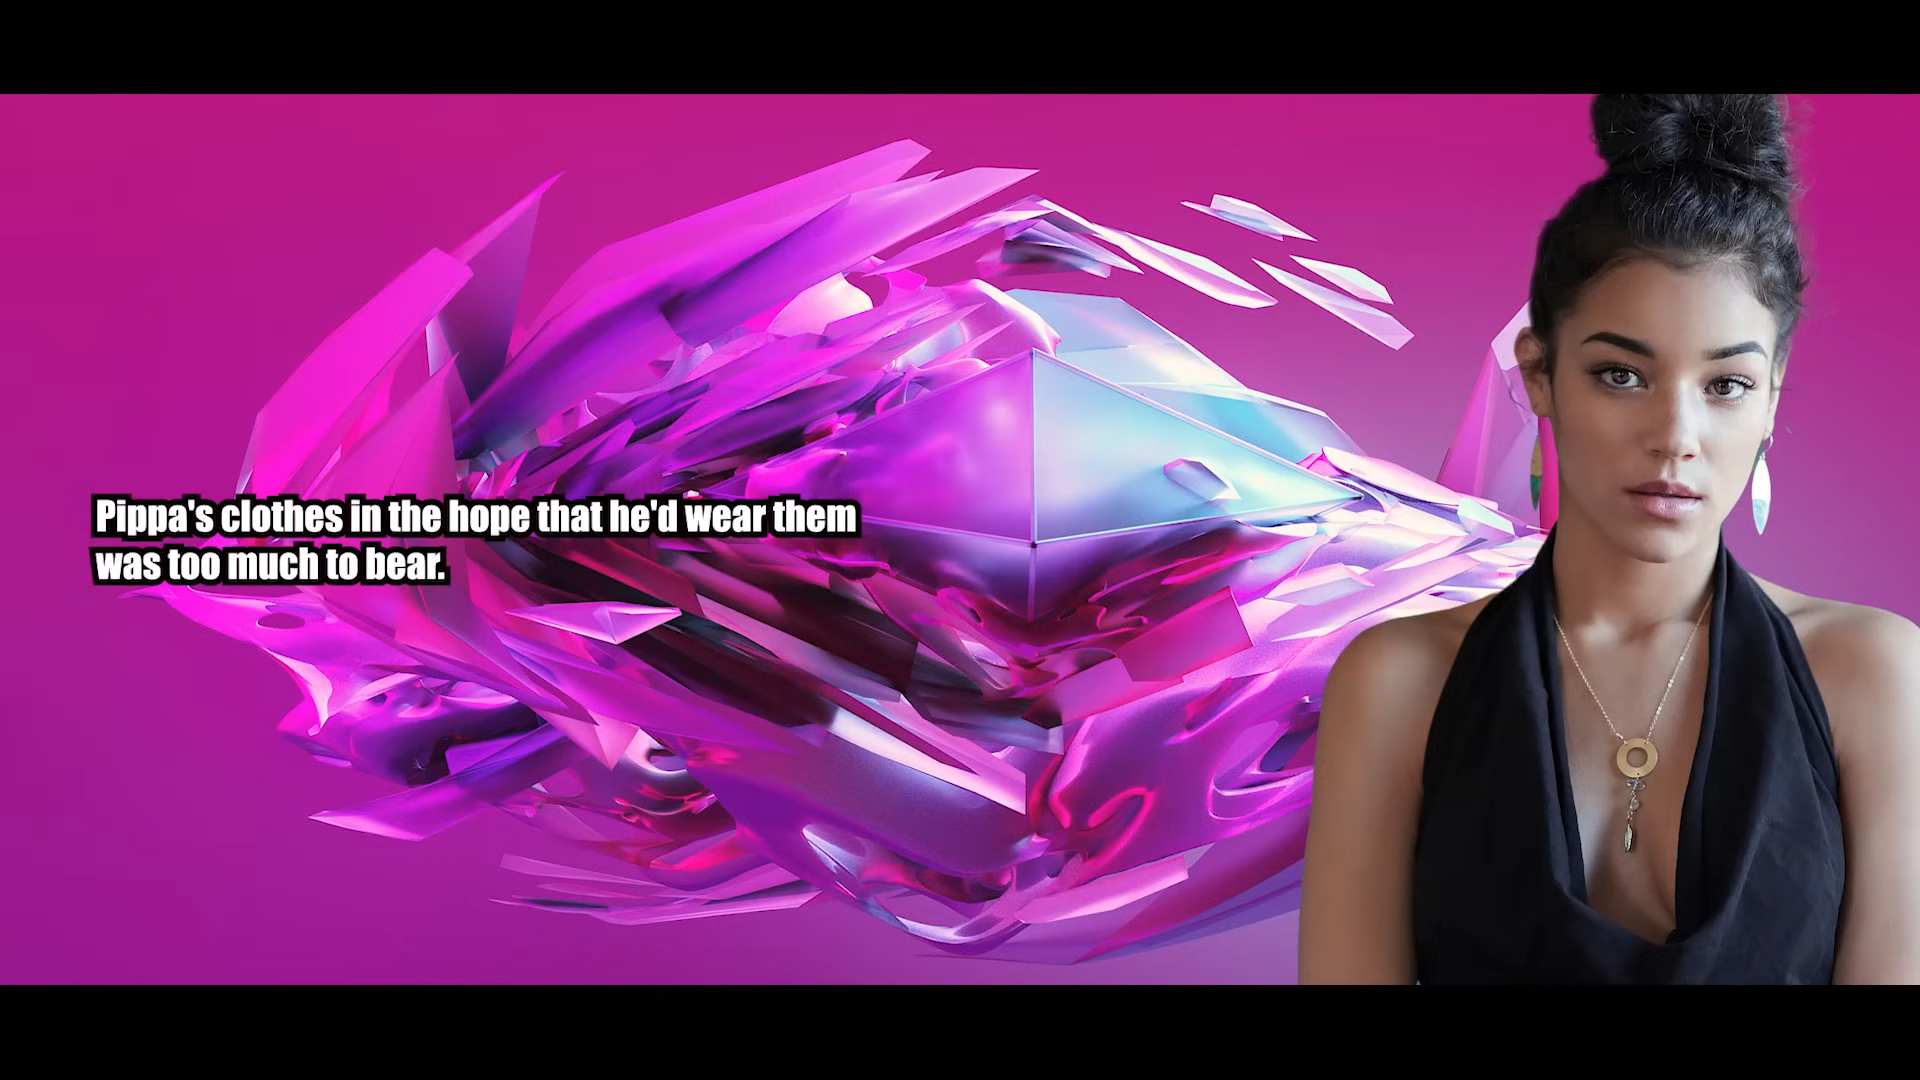 Pippa's clothes in the hope that he'd wear them
was too much to bear.